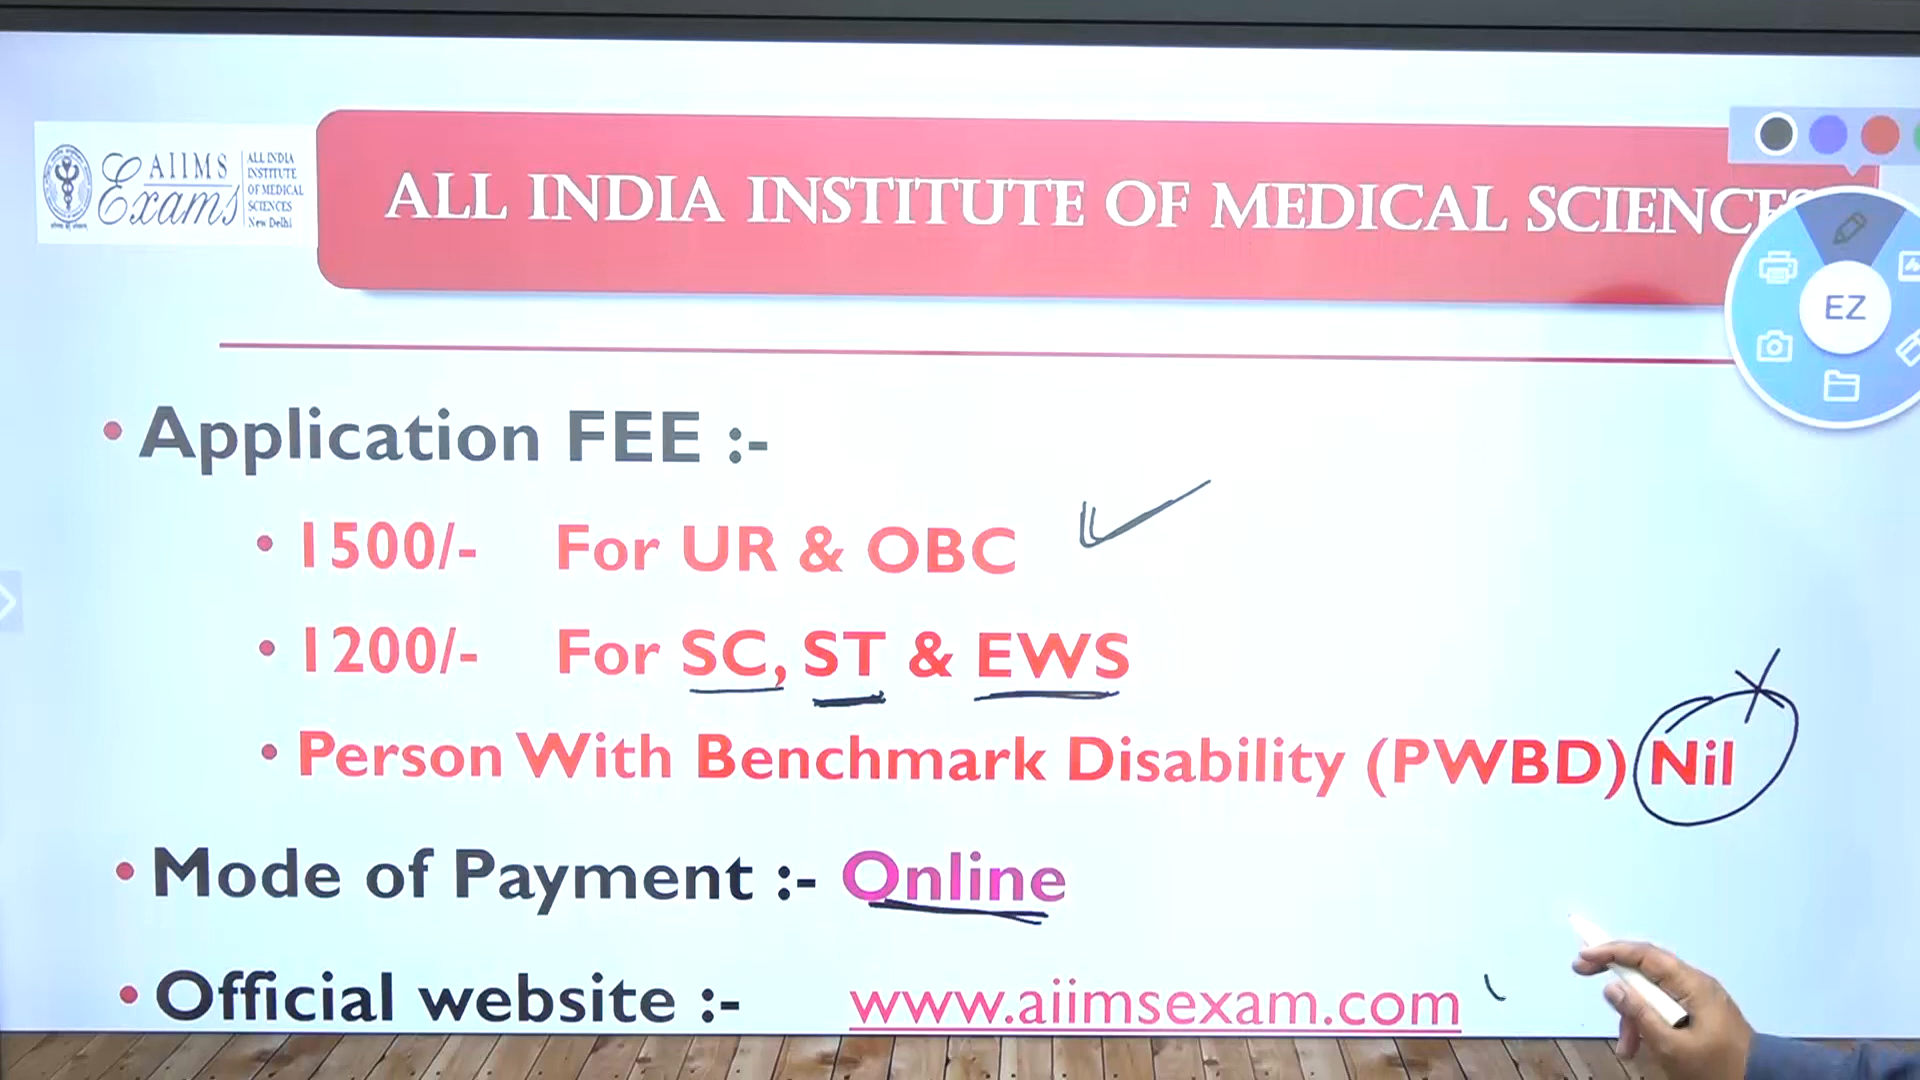 AIIMS
Exams
ALL INDIA
INSTITUTE
OF MEDICAL
SCIENCES
New Delhi
ALL INDIA INSTITUTE OF MEDICAL SCIENCES
EZ
• Application FEE :-
• 1500/- For UR & OBC
• 1200/- For SC, ST & EWS
• Person With Benchmark Disability (PWBD) Nil
• Mode of Payment :- Online
• Official website :- www.aiimsexam.com